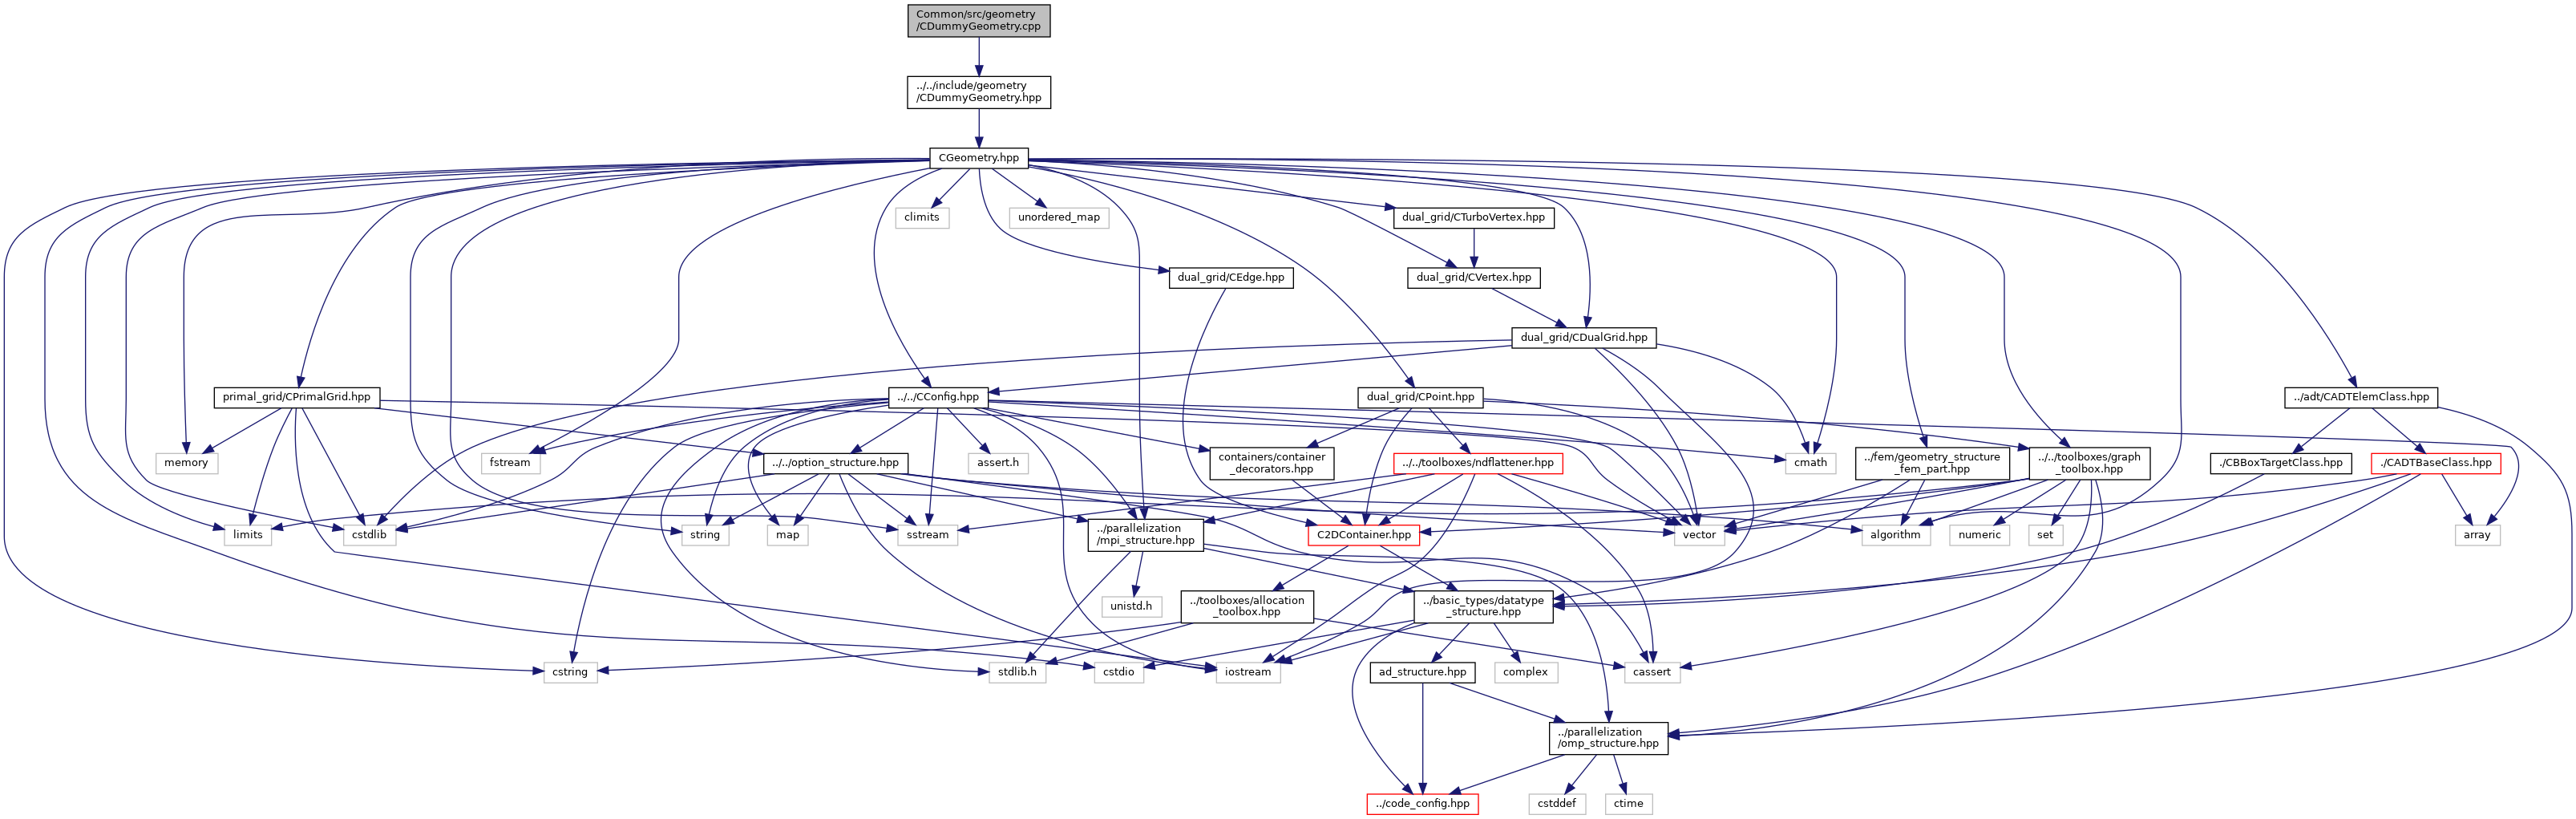 Common/src/geometry
/CDummyGeometry.cpp
../../include/geometry
/CDummyGeometry.hpp
CGeometry.hpp
climits
unordered_map
dual_grid/CTurboVertex.hpp
dual_grid/CEdge.hpp
dual_grid/CVertex.hpp
dual_grid/CDualGrid.hpp
primal_grid/CPrimalGrid.hpp
../../CConfig.hpp
dual_grid/CPoint.hpp
../adt/CADTElemClass.hpp
memory
fstream
../../option_structure.hpp
assert.h
containers/container
_decorators.hpp
../../toolboxes/ndflattener.hpp
cmath
../fem/geometry_structure
_fem_part.hpp
../../toolboxes/graph
_toolbox.hpp
./CBBoxTargetClass.hpp
./CADTBaseClass.hpp
limits
cstdlib
string
map
sstream
../parallelization
/mpi_structure.hpp
C2DContainer.hpp
vector
algorithm
numeric
set
array
unistd.h
../toolboxes/allocation
_toolbox.hpp
../basic_types/datatype
_structure.hpp
cstring
stdlib.h
cstdio
iostream
ad_structure.hpp
complex
cassert
../parallelization
/omp_structure.hpp
../code_config.hpp
cstddef
ctime